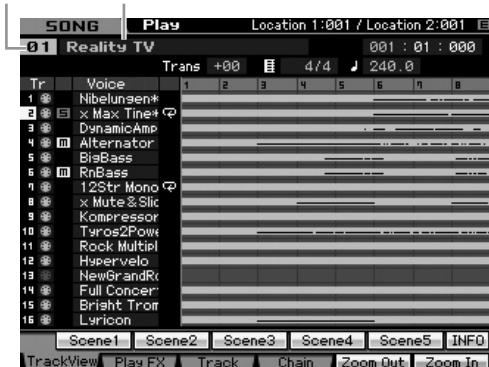 SONG Play Location 1:001 / Location 2:001
01 Reality TV 001 : 01 : 000
Trans +00 4/4 240.0
Tr Voice 1 2 3 4 5 6 7 8
1 Nibelungen*
2 S x Max Tine*
3 DynamicAmp
4 m Alternator
5 BigBass
6 m RnBass
7 12Str Mono
8 x Mute&Slid
9 Kompressor
10 Tyros2Powe
11 Rock Multipl
12 Hypervelo
13 NewGrandRo
14 Full Concer
15 Bright Trom
16 Lyricon
Scene1 Scene2 Scene3 Scene4 Scene5 INFO
TrackView Play FX Track Chain Zoom Out Zoom In